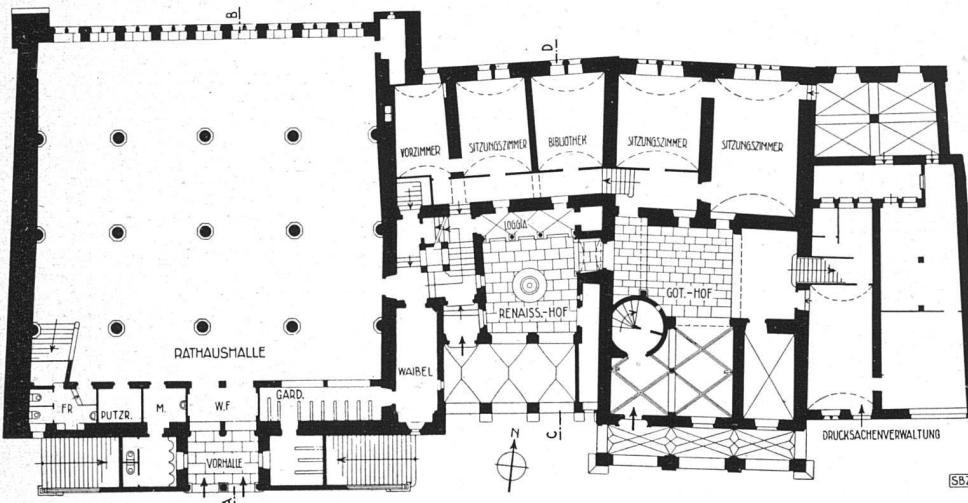 B
D
VORZIMMER
SITZUNGSZIMMER
BIBLIOTHEK
SITZUNGSZIMMER
SITZUNGSZIMMER
LOGGIA
RENAISS.-HOF
GOT.-HOF
RATHAUSHALLE
WAIBEL
FR.
PUTZR.
M.
W.F
GARD.
VORHALLE
A
C
N
DRUCKSACHENVERWALTUNG
SBZ